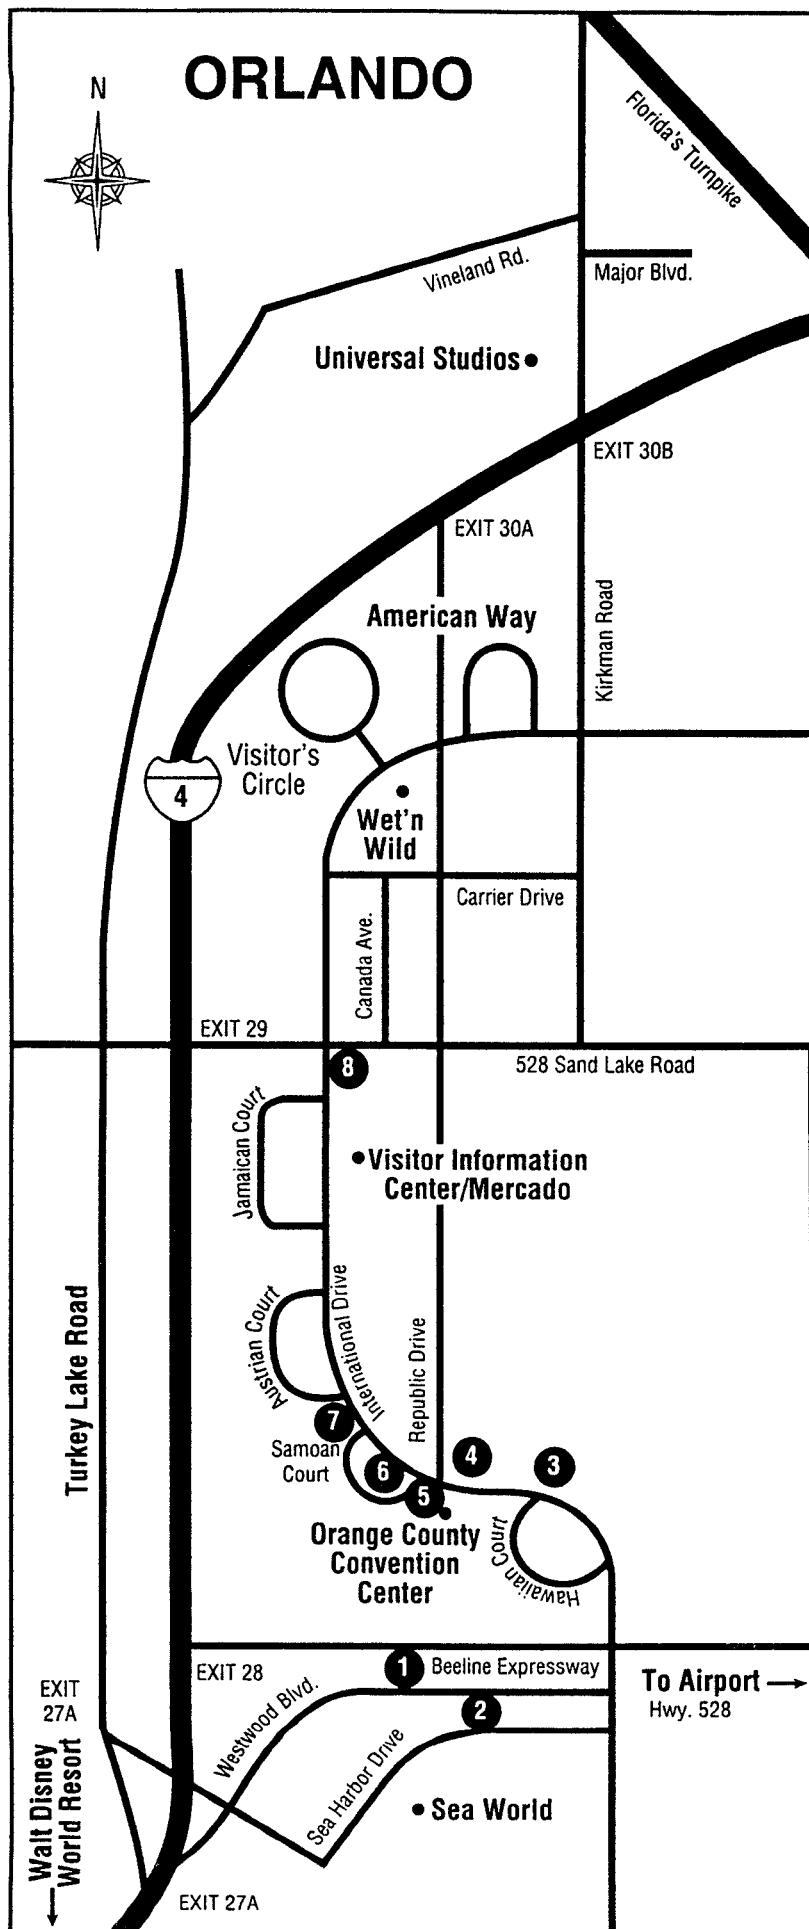 ORLANDO
N
Florida's Turnpike
Vineland Rd.
Major Blvd.
Universal Studios
EXIT 30B
EXIT 30A
American Way
Kirkman Road
Visitor's
Circle
4
Wet'n
Wild
Carrier Drive
Canada Ave.
EXIT 29
8
528 Sand Lake Road
Jamaican Court
Visitor Information
Center/Mercado
Turkey Lake Road
Austrian Court
International Drive
Republic Drive
7
Samoan
Court
6
5
4
3
Orange County
Convention
Center
Hawaiian Court
EXIT 28
1
Beeline Expressway
To Airport
Hwy. 528
EXIT
27A
Westwood Blvd.
2
Sea Harbor Drive
Walt Disney
World Resort
Sea World
EXIT 27A